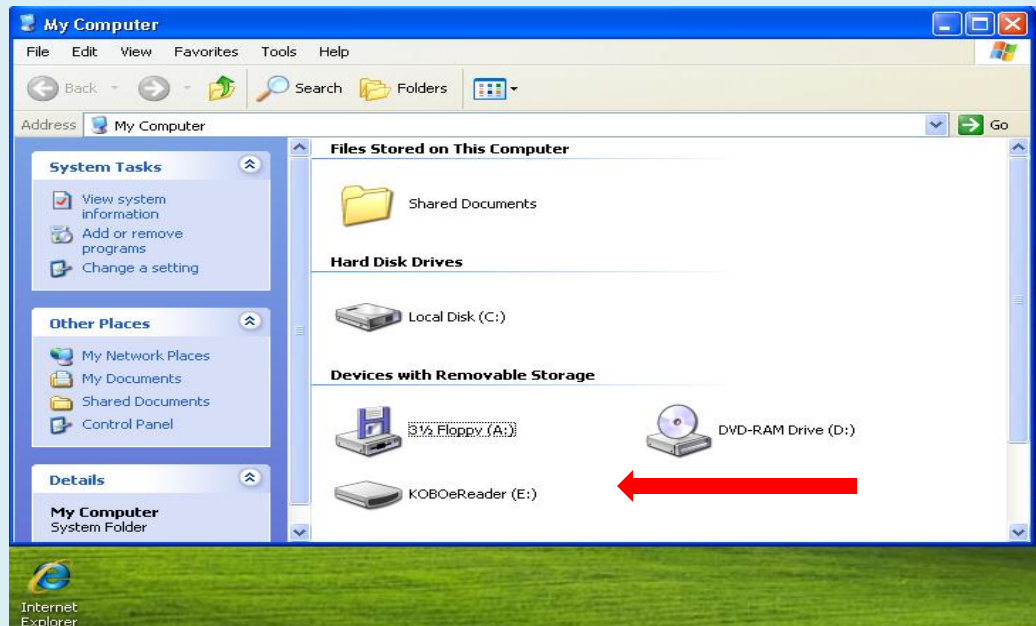 My Computer
File Edit View Favorites Tools Help
Back Search Folders
Address My Computer Go
System Tasks
View system
information
Add or remove
programs
Change a setting
Other Places
My Network Places
My Documents
Shared Documents
Control Panel
Details
My Computer
System Folder
Files Stored on This Computer
Shared Documents
Hard Disk Drives
Local Disk (C:)
Devices with Removable Storage
3½ Floppy (A:)
DVD-RAM Drive (D:)
KOBOeReader (E:)
Internet
Explorer